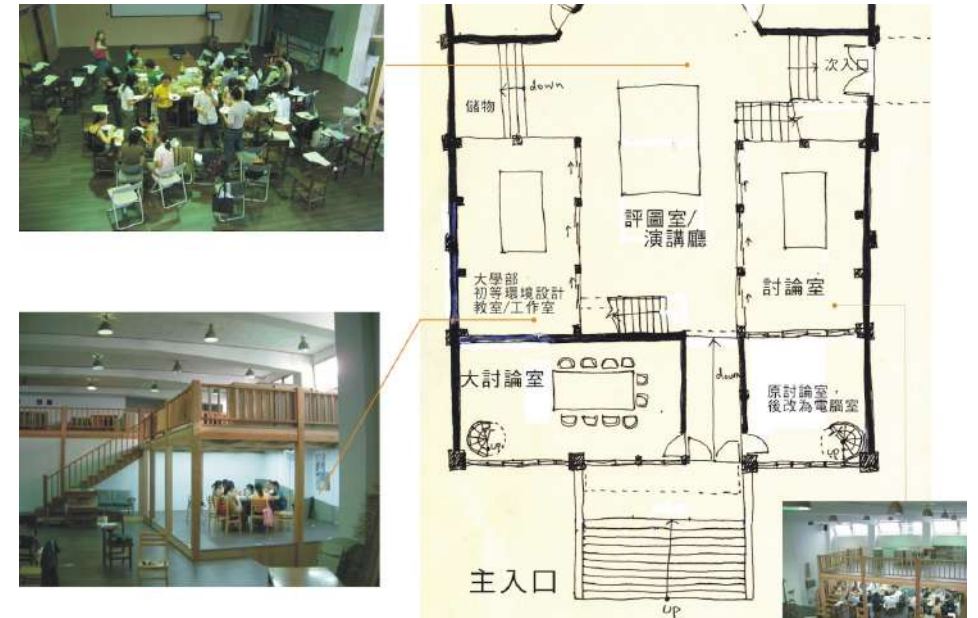 down
次入口
儲物
評圖室/
演講廳
大學部
初等環境設計
教室/工作室
討論室
大討論室
down
原討論室,
後改為電腦室
up
up
主入口
up